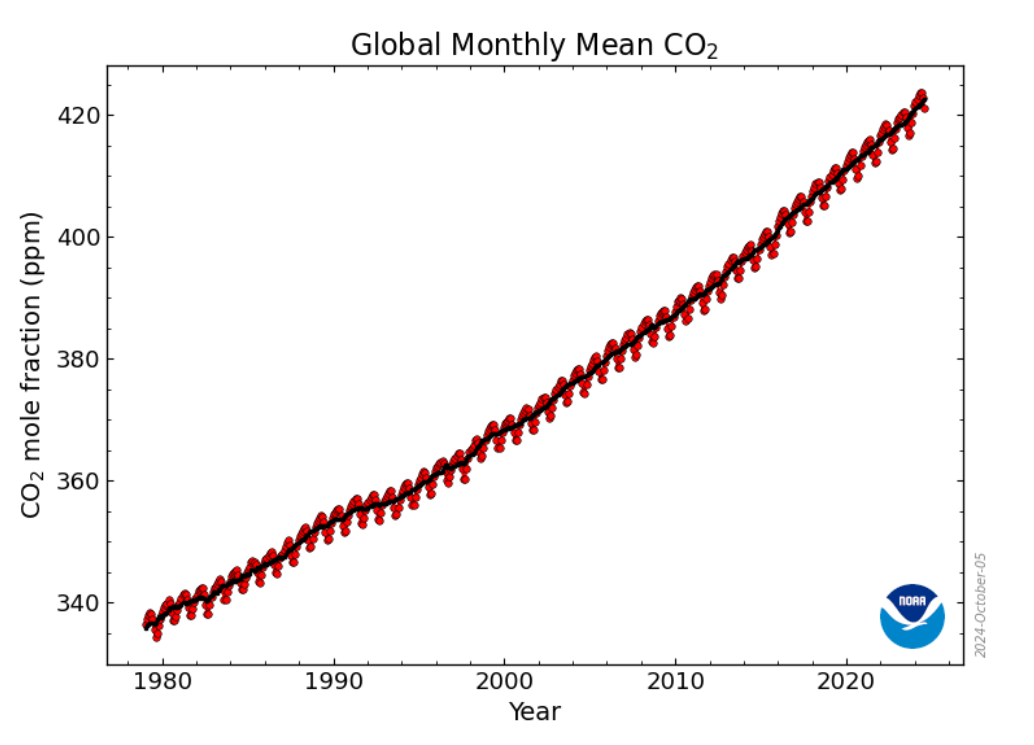 Global Monthly Mean CO₂
CO₂ mole fraction (ppm)
420
400
380
360
340
1980 1990 2000 2010 2020
Year
NOAA
2024-October-05